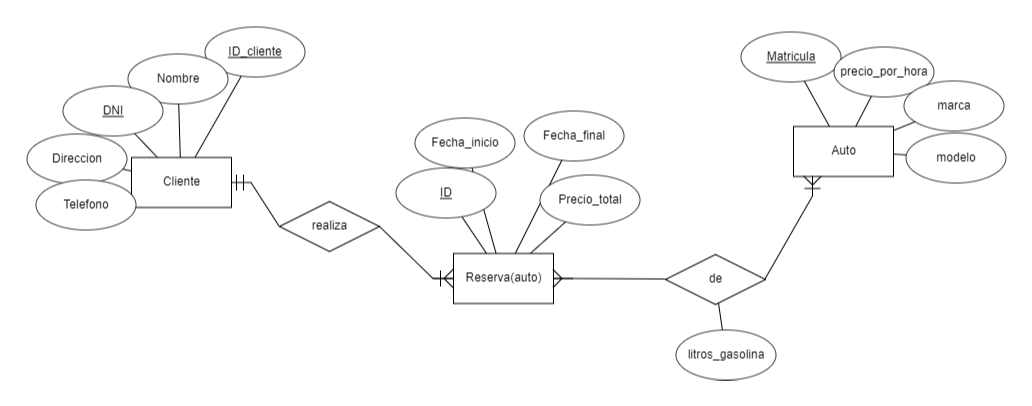 ID_cliente
Nombre
DNI
Direccion
Telefono
Cliente
realiza
Fecha_inicio
Fecha_final
ID
Precio_total
Reserva(auto)
de
litros_gasolina
Matricula
precio_por_hora
marca
modelo
Auto